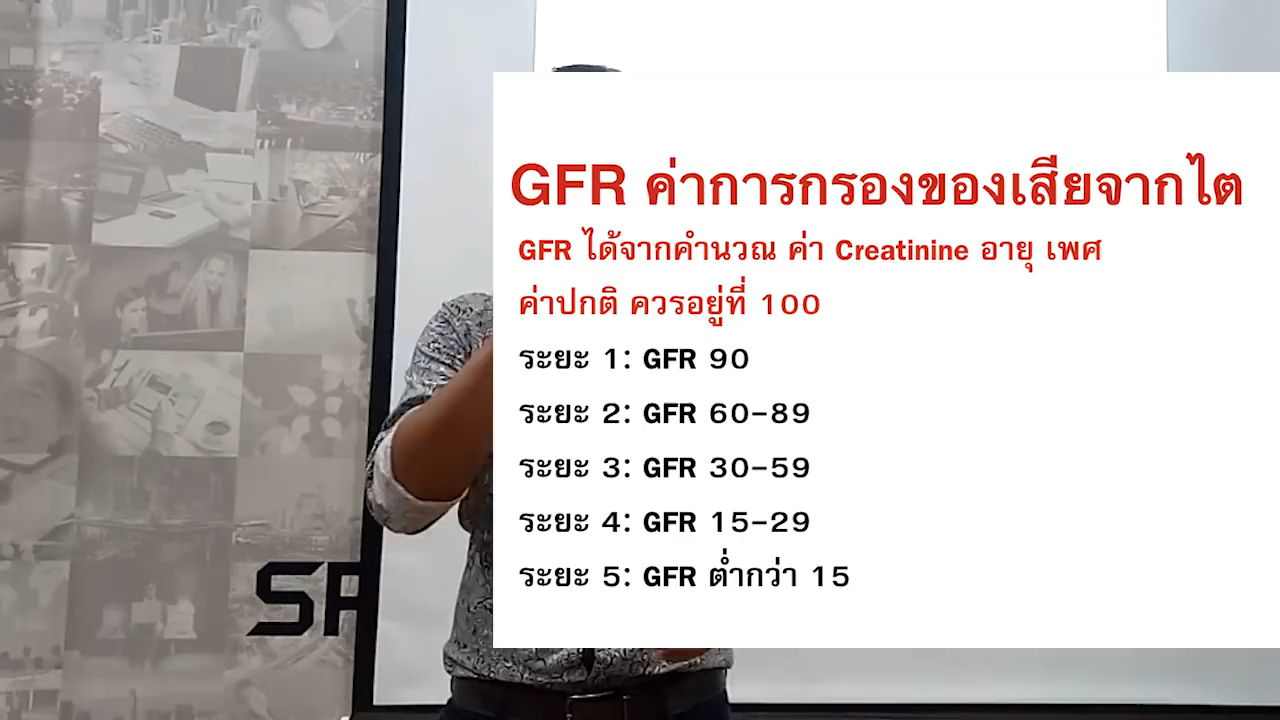 GFR ค่าการกรองของเสียจากไต
GFR ได้จากคำนวณ ค่า Creatinine อายุ เพศ
ค่าปกติ ควรอยู่ที่ 100
ระยะ 1: GFR 90
ระยะ 2: GFR 60-89
ระยะ 3: GFR 30-59
ระยะ 4: GFR 15-29
ระยะ 5: GFR ต่ำกว่า 15